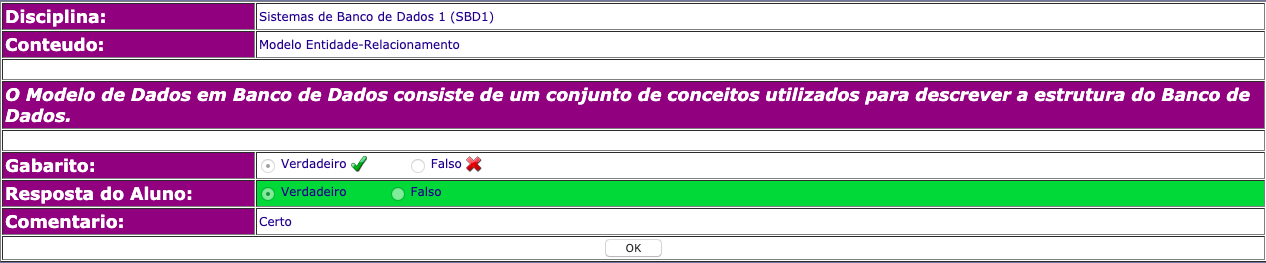 Disciplina: Sistemas de Banco de Dados 1 (SBD1)
Conteudo: Modelo Entidade-Relacionamento
O Modelo de Dados em Banco de Dados consiste de um conjunto de conceitos utilizados para descrever a estrutura do Banco de
Dados.
Gabarito: Verdadeiro Falso
Resposta do Aluno: Verdadeiro Falso
Comentario: Certo
OK